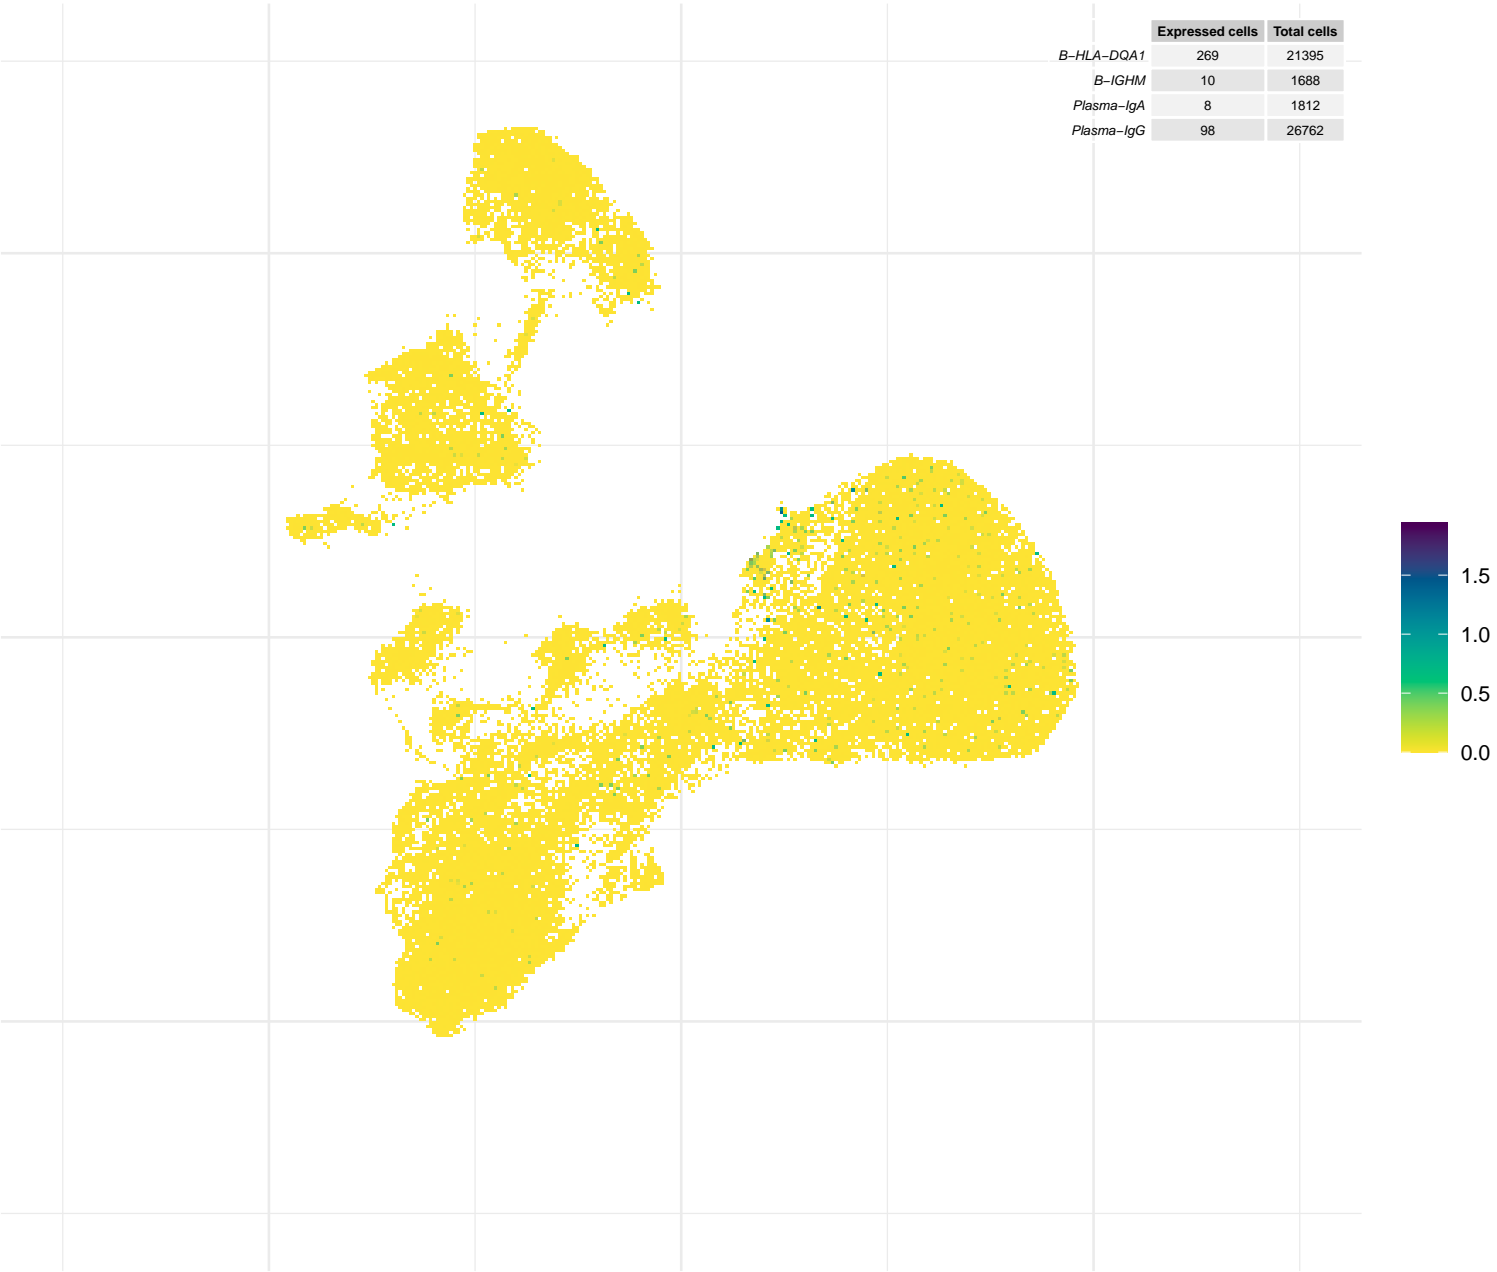 Expressed cells Total cells
B−HLA−DQA1 269 21395
B−IGHM 10 1688
Plasma−IgA 8 1812
Plasma−IgG 98 26762
1.5
1.0
0.5
0.0